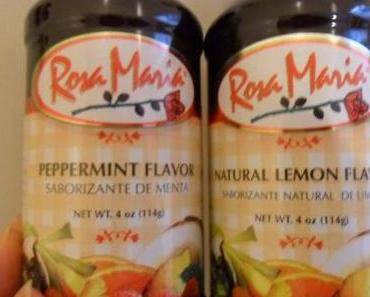 Rosa Maria
PEPPERMINT FLAVOR
SABORIZANTE DE MENTA
NET WT. 4 oz (114g)
Rosa Maria
NATURAL LEMON FLAV
SABORIZANTE NATURAL DE LIM
NET WT. 4 oz (114g)